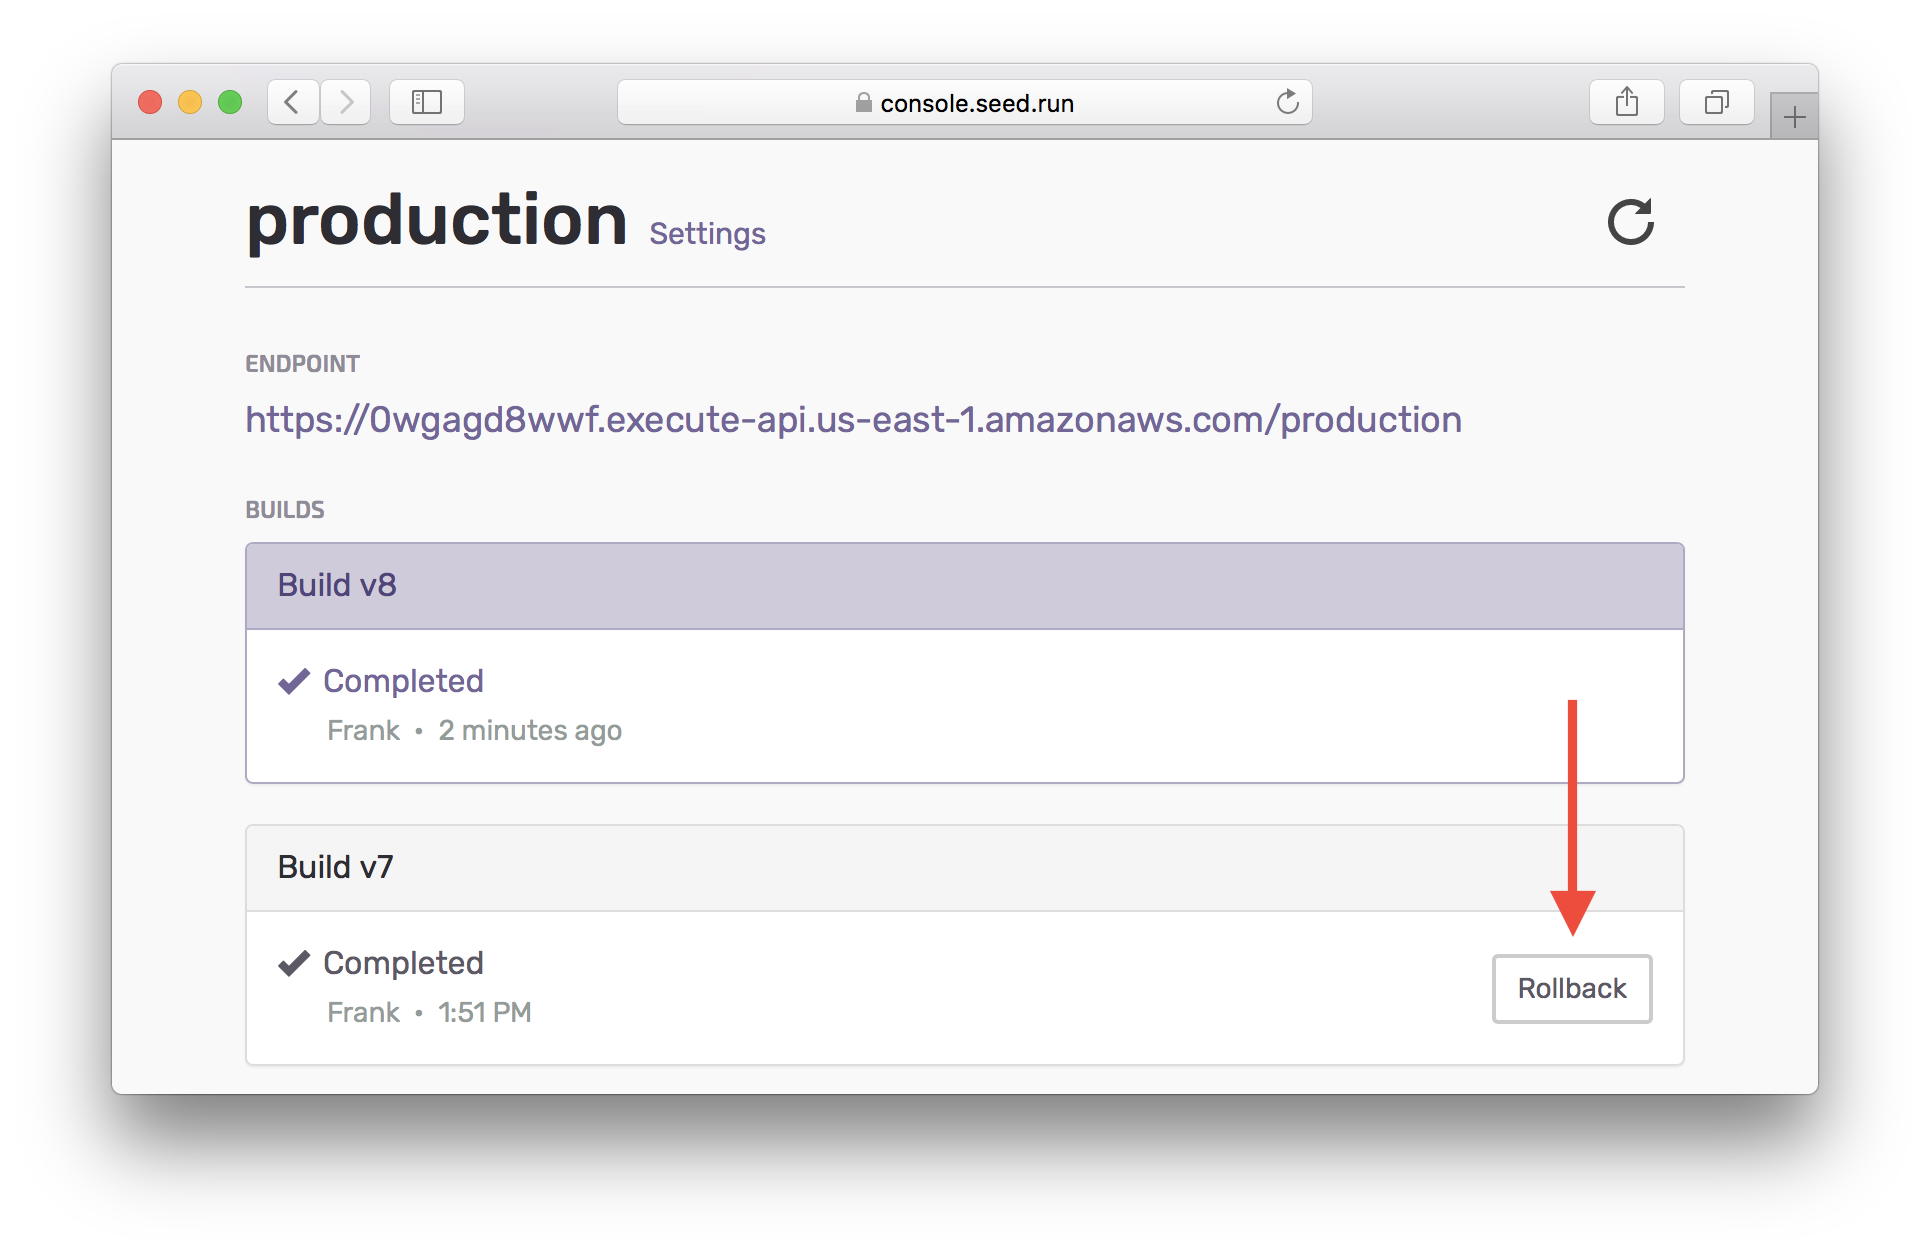 console.seed.run
production Settings
ENDPOINT
https://0wgagd8wwf.execute-api.us-east-1.amazonaws.com/production
BUILDS
Build v8
Completed
Frank • 2 minutes ago
Build v7
Completed
Rollback
Frank • 1:51 PM